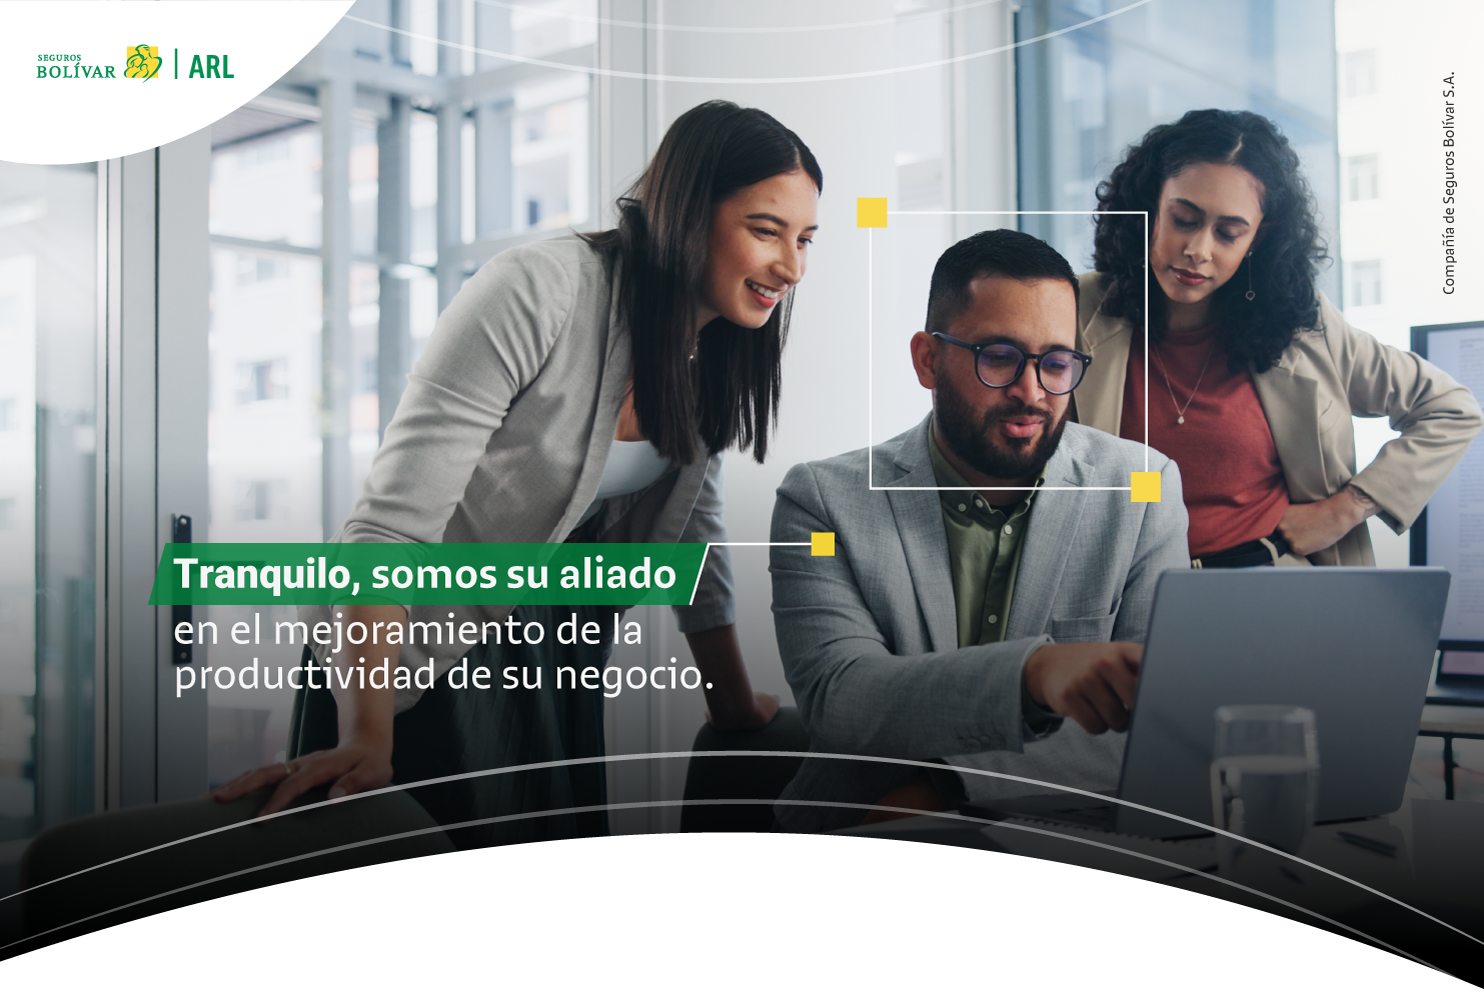 SEGUROS
BOLÍVAR
ARL
Compañía de Seguros Bolívar S.A.
Tranquilo, somos su aliado
en el mejoramiento de la
productividad de su negocio.